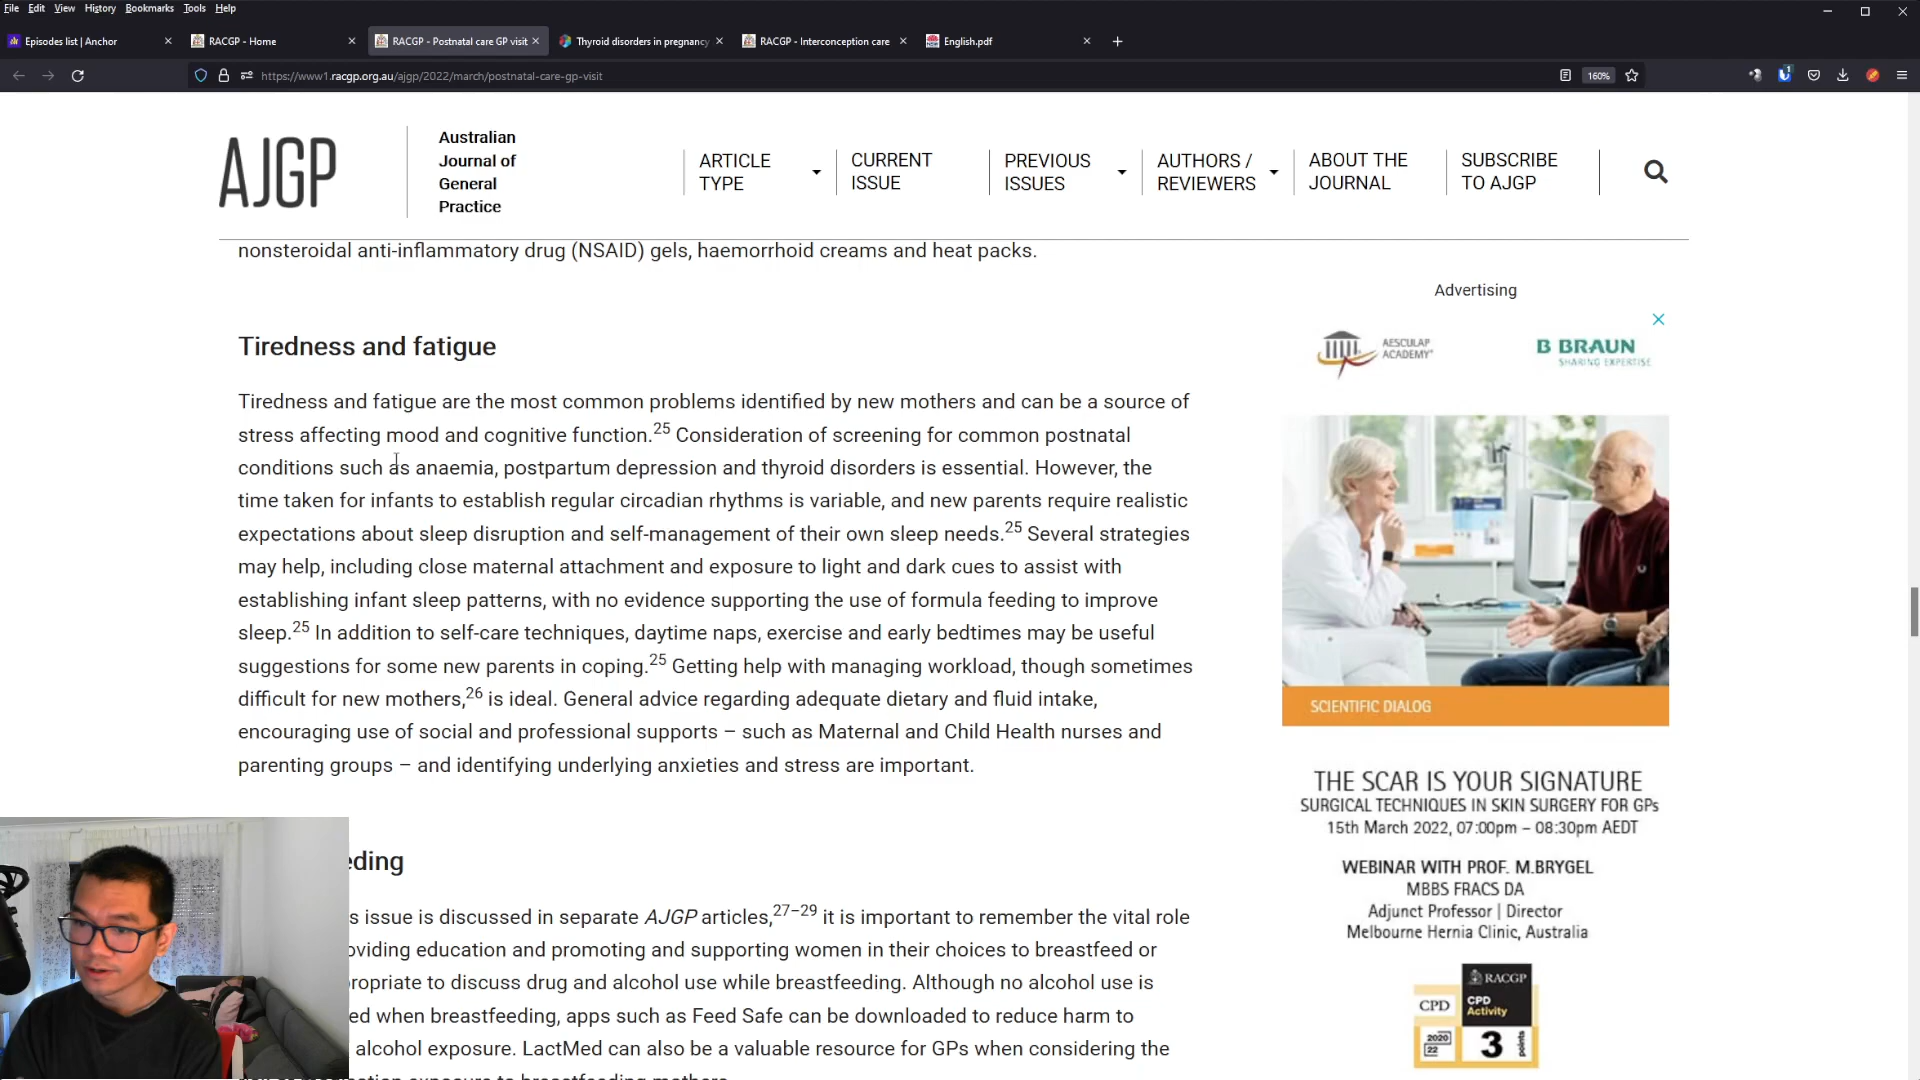 File Edit View History Bookmarks Tools Help
Episodes list | Anchor
RACGP - Home
RACGP - Postnatal care GP visit
Thyroid disorders in pregnancy
RACGP - Interconception care
English.pdf
https://www1.racgp.org.au/ajgp/2022/march/postnatal-care-gp-visit
160%
1
AJGP
Australian
Journal of
General
Practice
ARTICLE
TYPE
CURRENT
ISSUE
PREVIOUS
ISSUES
AUTHORS /
REVIEWERS
ABOUT THE
JOURNAL
SUBSCRIBE
TO AJGP
nonsteroidal anti-inflammatory drug (NSAID) gels, haemorrhoid creams and heat packs.
Tiredness and fatigue
Tiredness and fatigue are the most common problems identified by new mothers and can be a source of
stress affecting mood and cognitive function.25 Consideration of screening for common postnatal
conditions such as anaemia, postpartum depression and thyroid disorders is essential. However, the
time taken for infants to establish regular circadian rhythms is variable, and new parents require realistic
expectations about sleep disruption and self-management of their own sleep needs.25 Several strategies
may help, including close maternal attachment and exposure to light and dark cues to assist with
establishing infant sleep patterns, with no evidence supporting the use of formula feeding to improve
sleep.25 In addition to self-care techniques, daytime naps, exercise and early bedtimes may be useful
suggestions for some new parents in coping.25 Getting help with managing workload, though sometimes
difficult for new mothers,26 is ideal. General advice regarding adequate dietary and fluid intake,
encouraging use of social and professional supports – such as Maternal and Child Health nurses and
parenting groups – and identifying underlying anxieties and stress are important.
eding
s issue is discussed in separate AJGP articles,27–29 it is important to remember the vital role
oviding education and promoting and supporting women in their choices to breastfeed or
ropriate to discuss drug and alcohol use while breastfeeding. Although no alcohol use is
ed when breastfeeding, apps such as Feed Safe can be downloaded to reduce harm to
alcohol exposure. LactMed can also be a valuable resource for GPs when considering the
Advertising
AESCULAP
ACADEMY
B BRAUN
SHARING EXPERTISE
SCIENTIFIC DIALOG
THE SCAR IS YOUR SIGNATURE
SURGICAL TECHNIQUES IN SKIN SURGERY FOR GPs
15th March 2022, 07:00pm – 08:30pm AEDT
WEBINAR WITH PROF. M.BRYGEL
MBBS FRACS DA
Adjunct Professor | Director
Melbourne Hernia Clinic, Australia
RACGP
CPD
CPD
Activity
2020
22
3
points